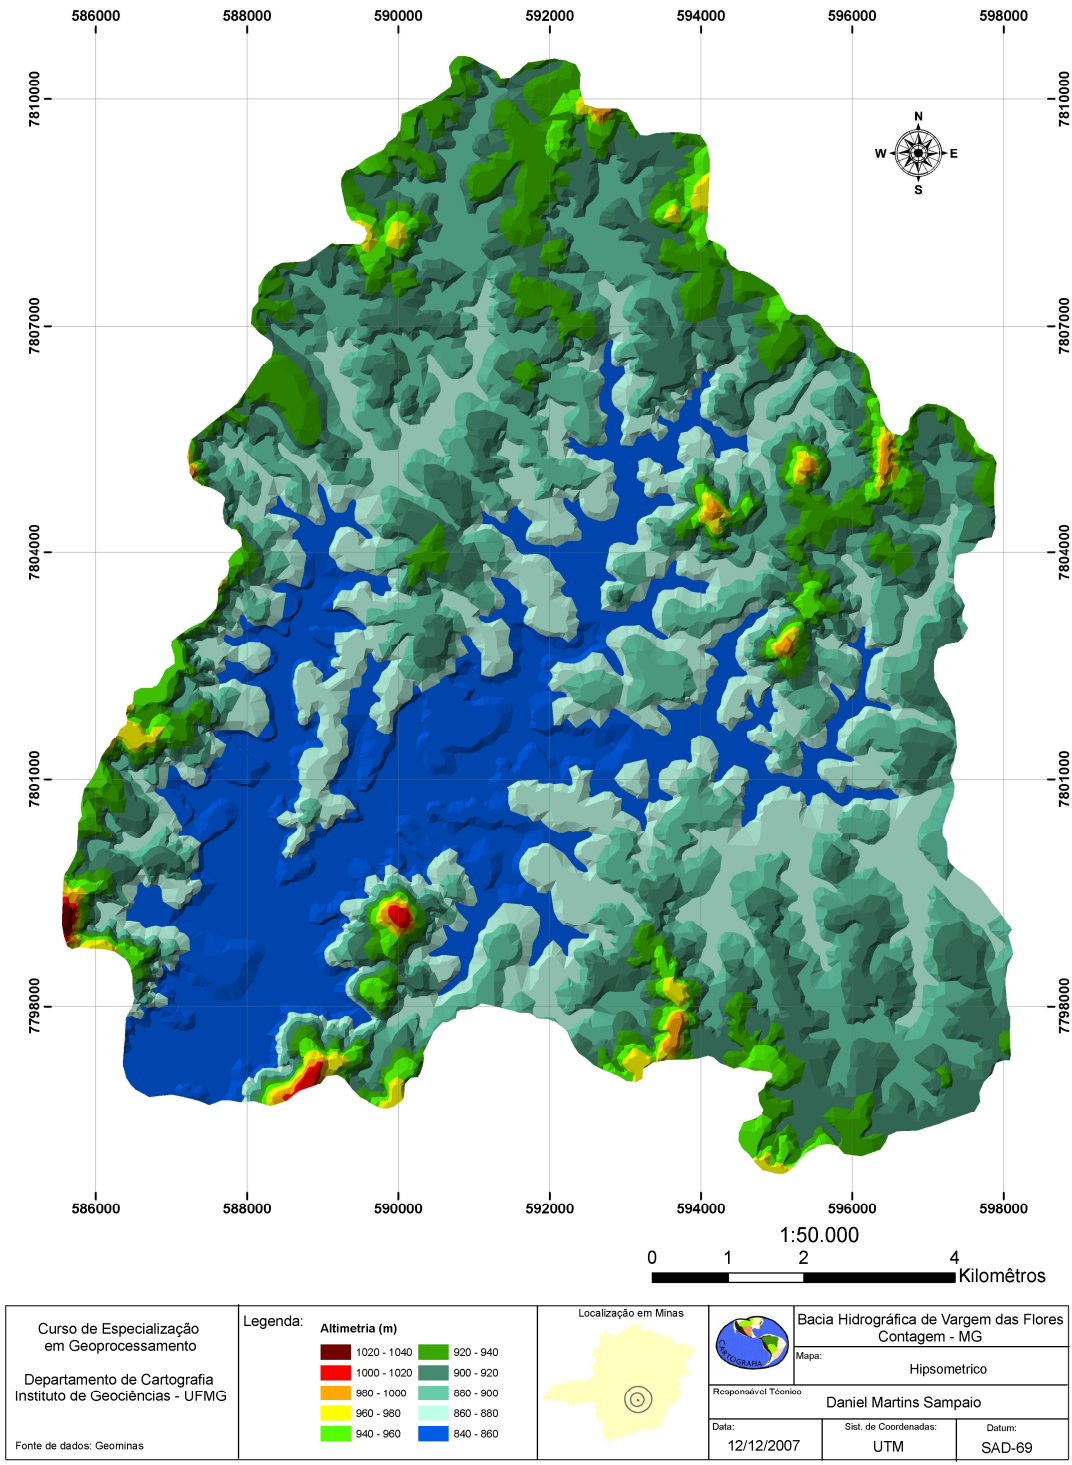 586000 588000 590000 592000 594000 596000 598000
7810000 7810000
N
W E
S
7807000 7807000
7804000 7804000
7801000 7801000
7798000 7798000
586000 588000 590000 592000 594000 596000 598000
1:50.000
0 1 2 4
Kilomêtros
Curso de Especialização
em Geoprocessamento
Departamento de Cartografia
Instituto de Geociências - UFMG
Fonte de dados: Geominas
Legenda:
Altimetria (m)
1020 - 1040
1000 - 1020
980 - 1000
960 - 980
940 - 960
920 - 940
900 - 920
880 - 900
860 - 880
840 - 860
Localização em Minas
CARTOGRAFIA
Bacia Hidrográfica de Vargem das Flores
Contagem - MG
Mapa:
Hipsometrico
Responsável Técnico
Daniel Martins Sampaio
Data:
12/12/2007
Sist. de Coordenadas:
UTM
Datum:
SAD-69